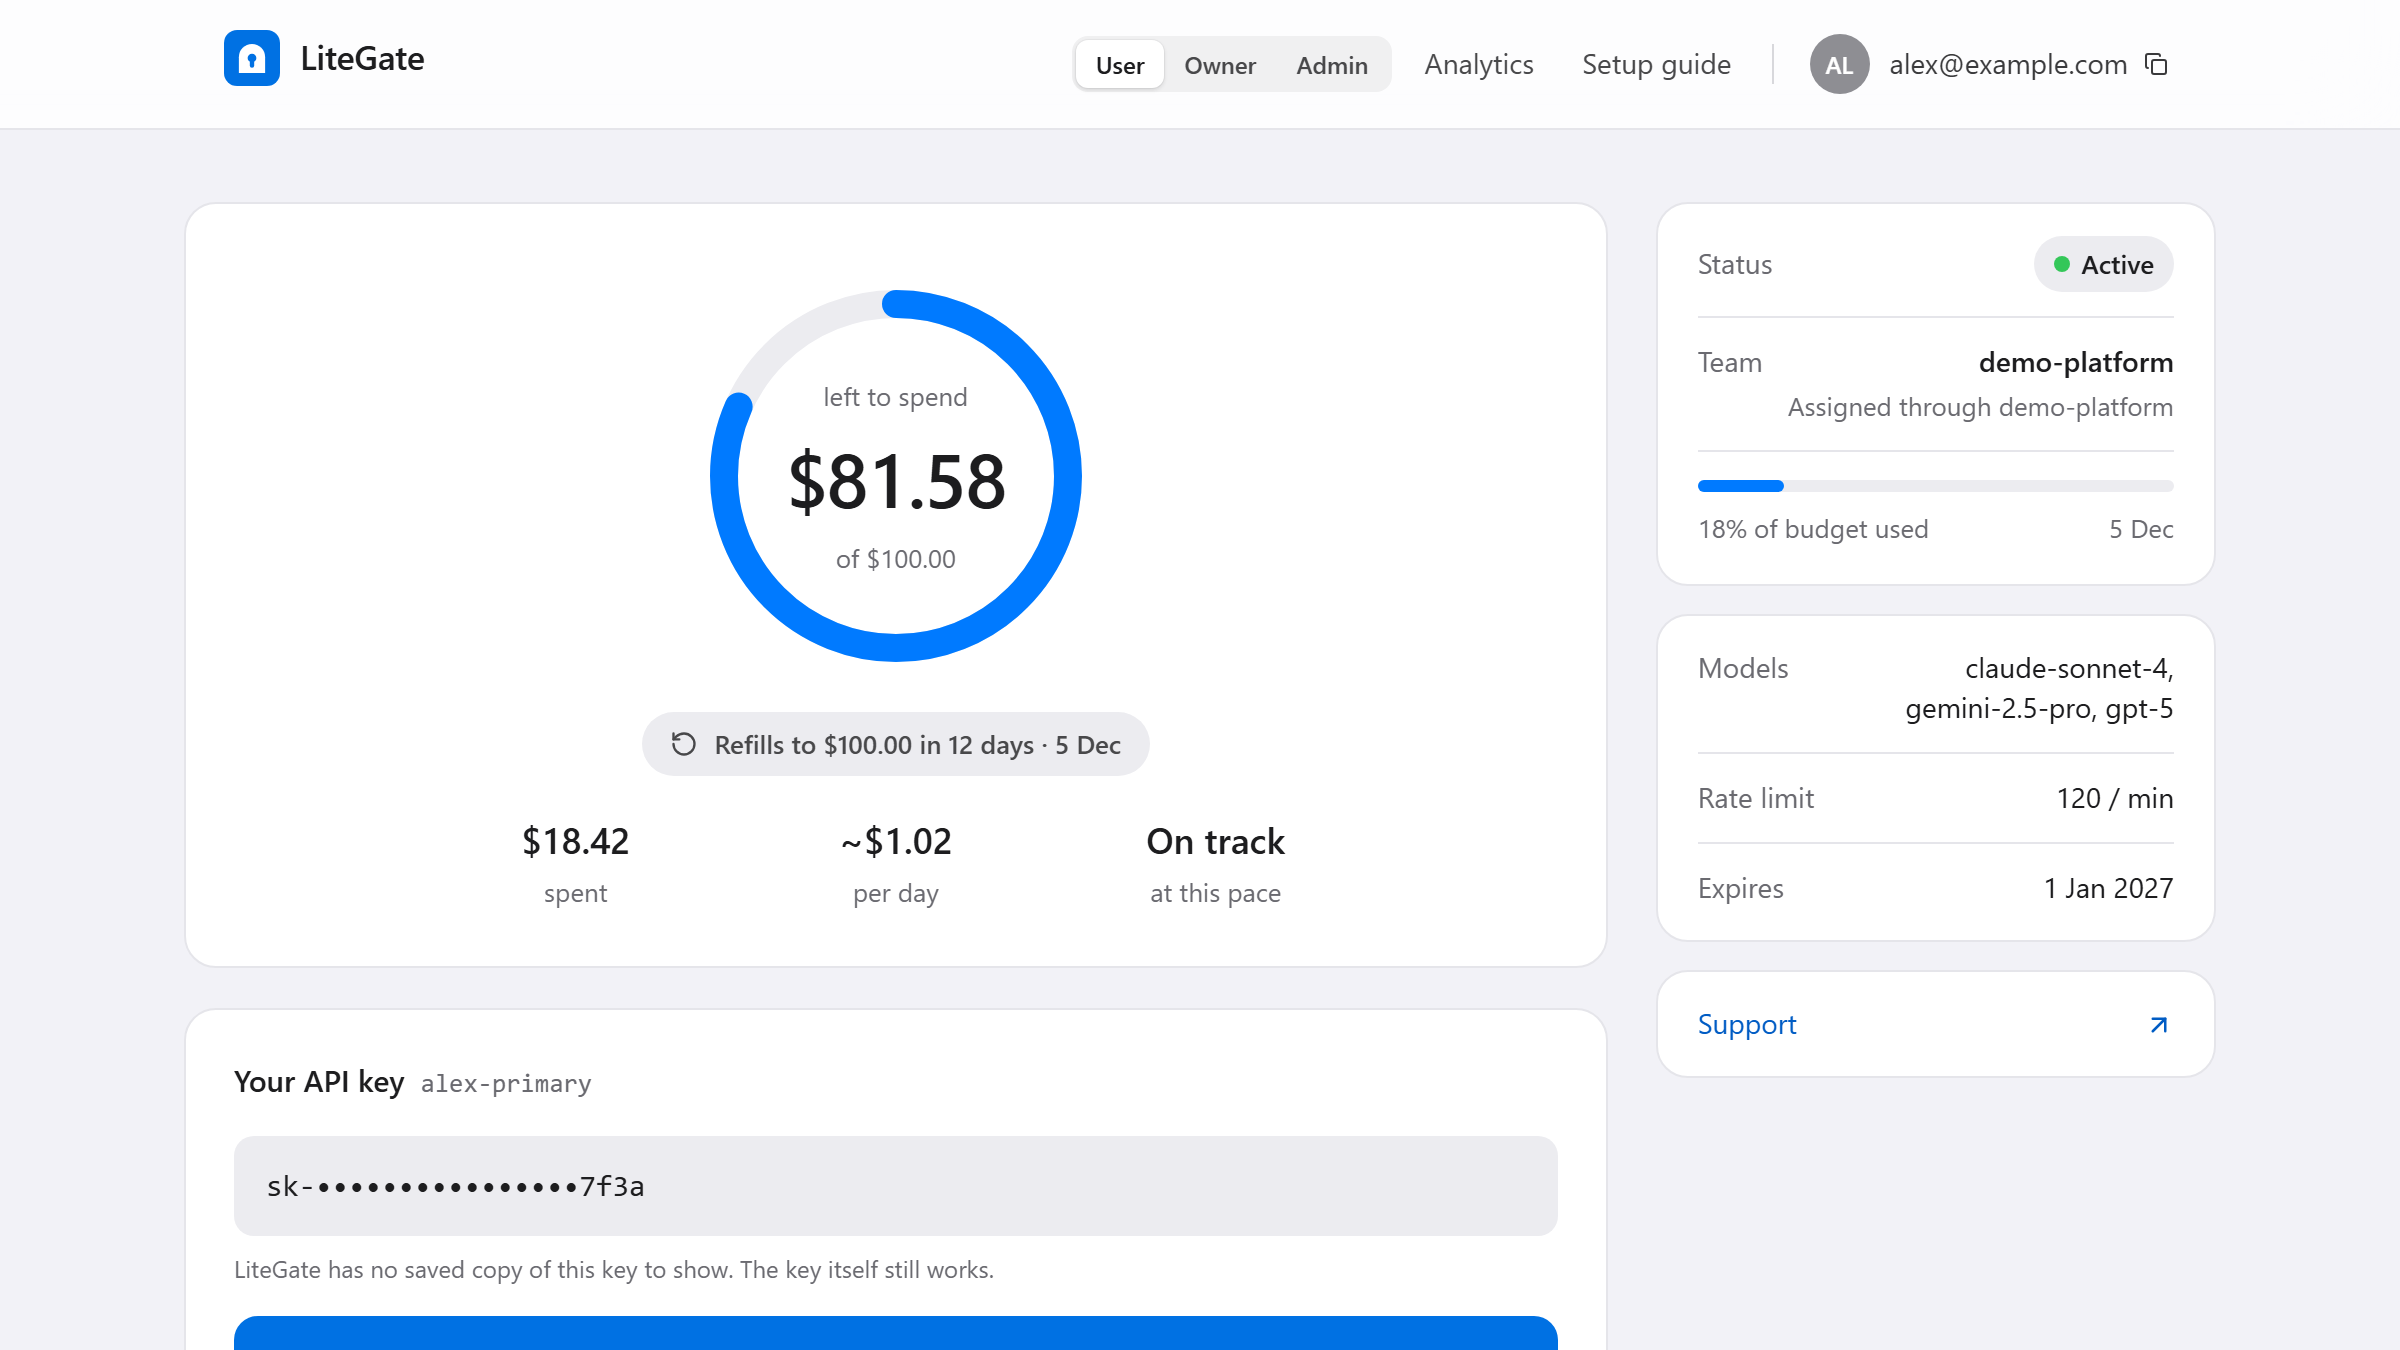 LiteGate
User Owner Admin Analytics Setup guide AL alex@example.com
left to spend
$81.58
of $100.00
Refills to $100.00 in 12 days · 5 Dec
$18.42 ~$1.02 On track
spent per day at this pace
Your API key alex-primary
sk-••••••••••••••••7f3a
LiteGate has no saved copy of this key to show. The key itself still works.
Status Active
Team demo-platform
Assigned through demo-platform
18% of budget used 5 Dec
Models claude-sonnet-4,
gemini-2.5-pro, gpt-5
Rate limit 120 / min
Expires 1 Jan 2027
Support